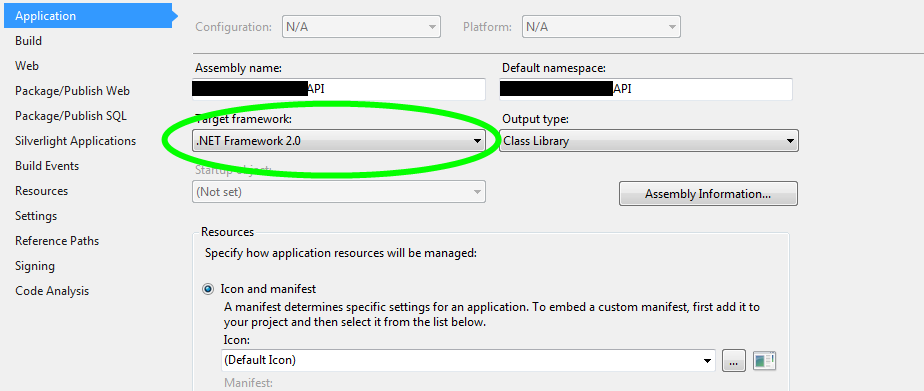 Application
Build
Web
Package/Publish Web
Package/Publish SQL
Silverlight Applications
Build Events
Resources
Settings
Reference Paths
Signing
Code Analysis
Configuration: N/A Platform: N/A
Assembly name: Default namespace:
API API
Target framework: Output type:
.NET Framework 2.0 Class Library
Startup object:
(Not set) Assembly Information...
Resources
Specify how application resources will be managed:
Icon and manifest
A manifest determines specific settings for an application. To embed a custom manifest, first add it to
your project and then select it from the list below.
Icon:
(Default Icon) ...
Manifest: